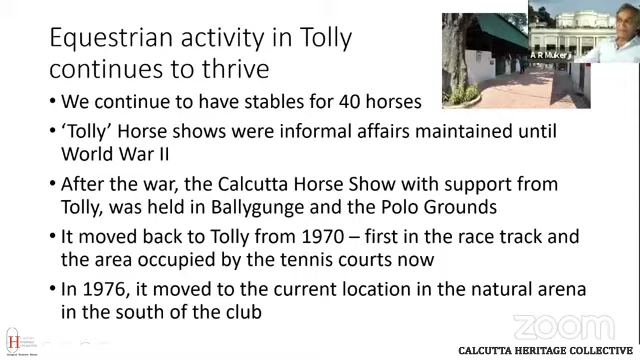 Equestrian activity in Tolly
continues to thrive
• We continue to have stables for 40 horses
• ‘Tolly’ Horse shows were informal affairs maintained until
World War II
• After the war, the Calcutta Horse Show with support from
Tolly, was held in Ballygunge and the Polo Grounds
• It moved back to Tolly from 1970 – first in the race track and
the area occupied by the tennis courts now
• In 1976, it moved to the current location in the natural arena
in the south of the club
A R Mukerji
zoom
CALCUTTA HERITAGE COLLECTIVE